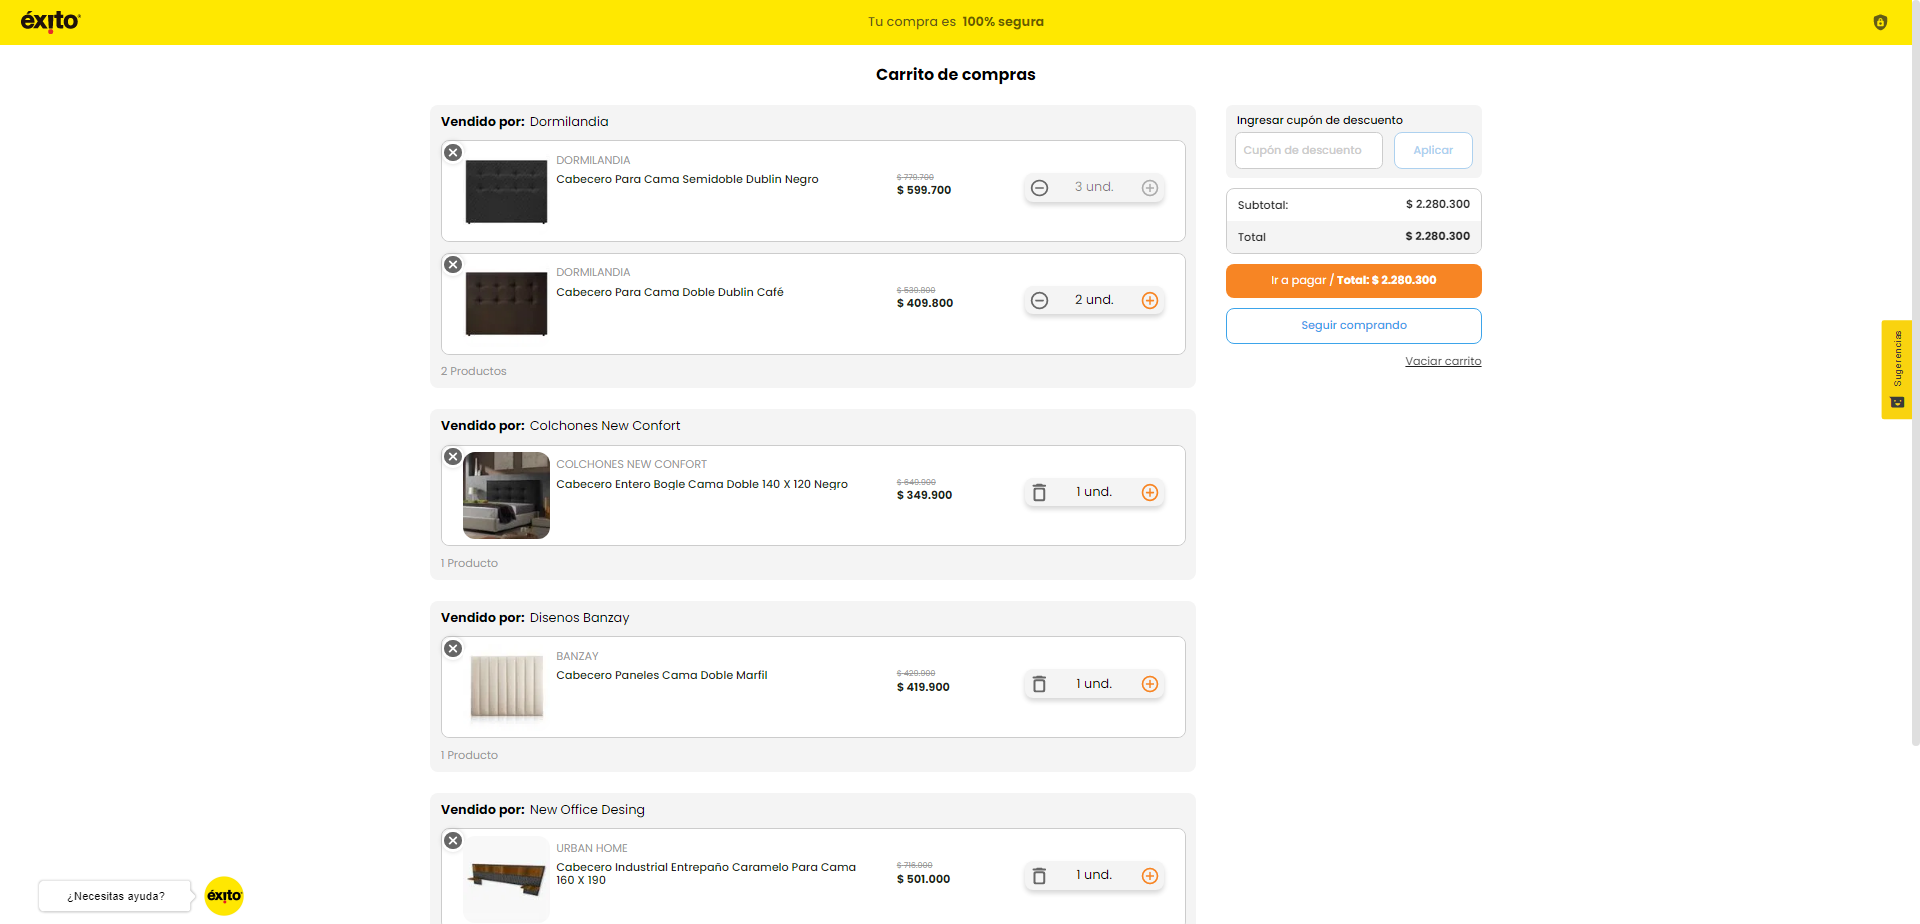 éxito
Tu compra es 100% segura
Carrito de compras
Vendido por: Dormilandia
DORMILANDIA
Cabecero Para Cama Semidoble Dublin Negro
$ 779.700
$ 599.700
3 und.
DORMILANDIA
Cabecero Para Cama Doble Dublin Café
$ 539.800
$ 409.800
2 und.
2 Productos
Vendido por: Colchones New Confort
COLCHONES NEW CONFORT
Cabecero Entero Bogle Cama Doble 140 X 120 Negro
$ 649.900
$ 349.900
1 und.
1 Producto
Vendido por: Disenos Banzay
BANZAY
Cabecero Paneles Cama Doble Marfil
$ 429.900
$ 419.900
1 und.
1 Producto
Vendido por: New Office Desing
URBAN HOME
Cabecero Industrial Entrepaño Caramelo Para Cama
160 X 190
$ 716.000
$ 501.000
1 und.
Ingresar cupón de descuento
Cupón de descuento
Aplicar
Subtotal: $ 2.280.300
Total $ 2.280.300
Ir a pagar / Total: $ 2.280.300
Seguir comprando
Vaciar carrito
Sugerencias
¿Necesitas ayuda?
éxito